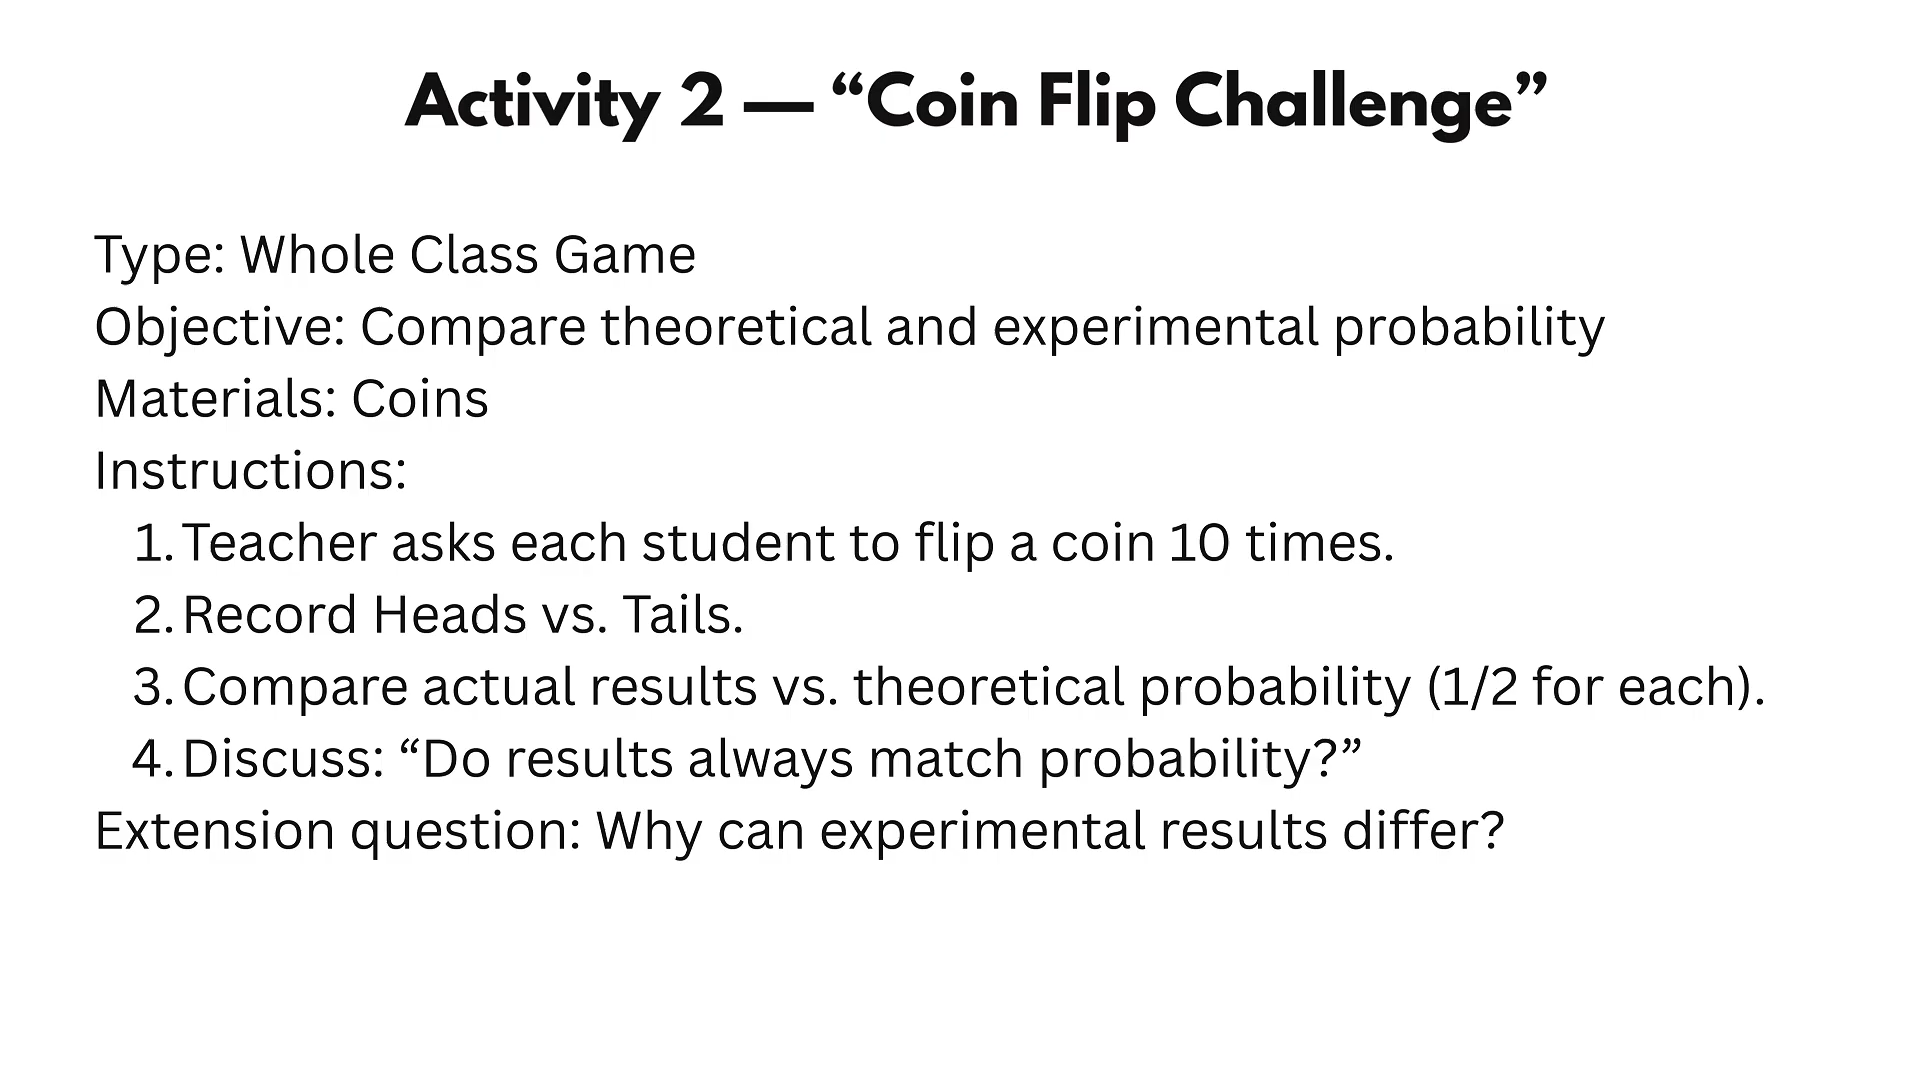 Activity 2 — “Coin Flip Challenge”
Type: Whole Class Game
Objective: Compare theoretical and experimental probability
Materials: Coins
Instructions:
1. Teacher asks each student to flip a coin 10 times.
2. Record Heads vs. Tails.
3. Compare actual results vs. theoretical probability (1/2 for each).
4. Discuss: “Do results always match probability?”
Extension question: Why can experimental results differ?